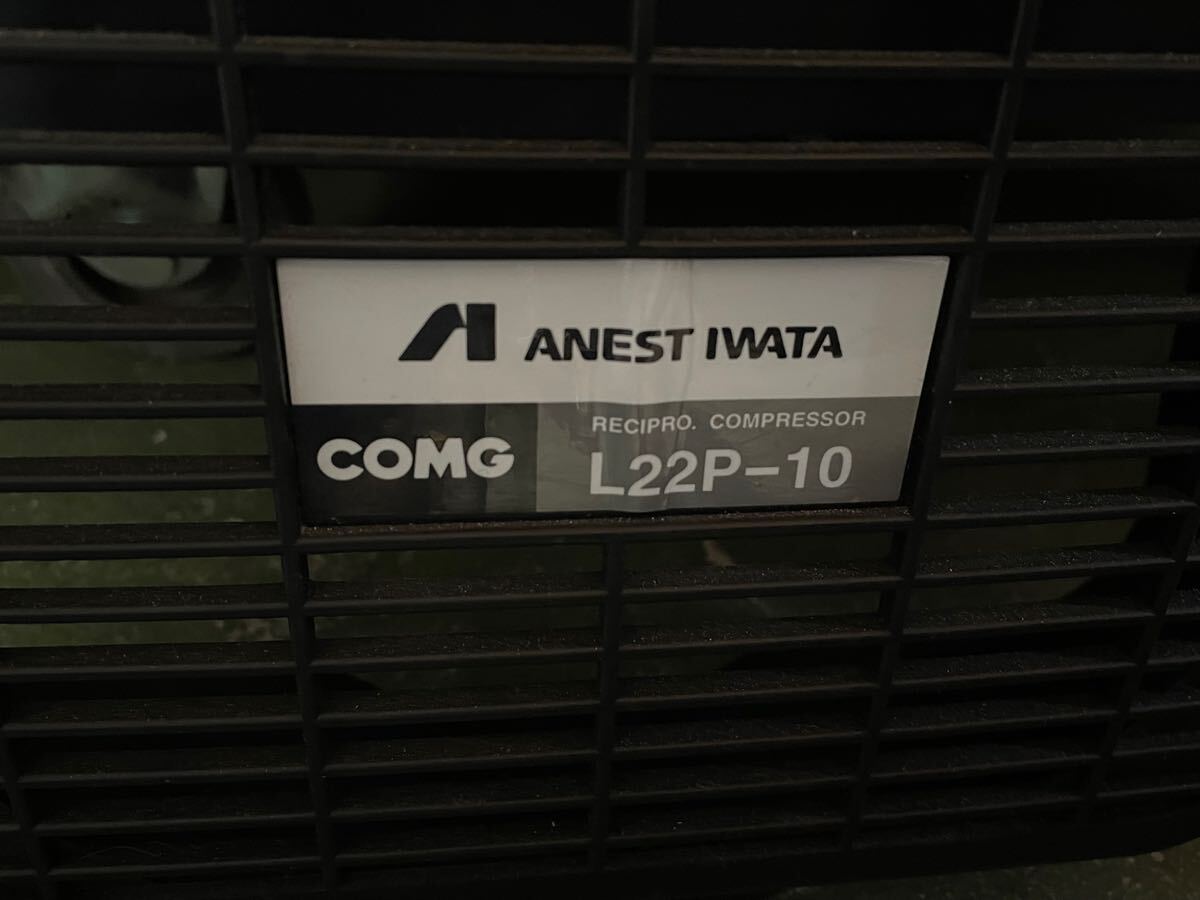 ANEST IWATA
RECIPRO. COMPRESSOR
COMG
L22P-10